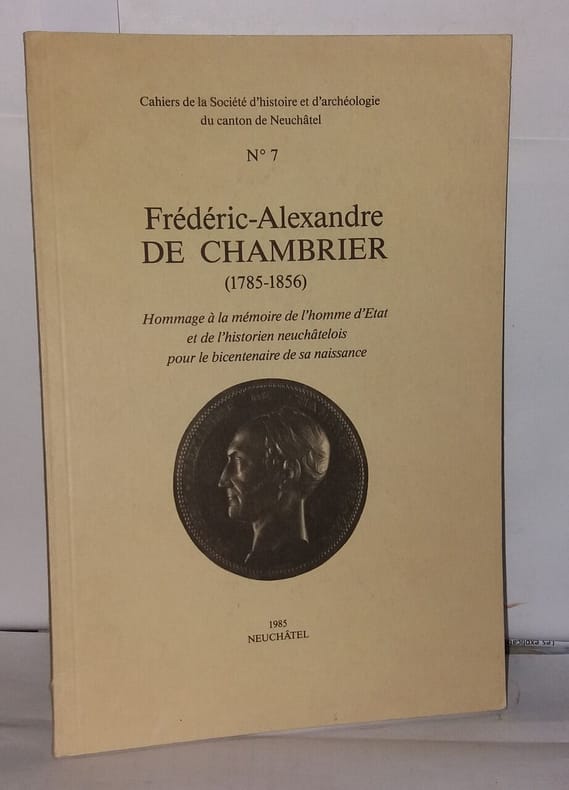 Cahiers de la Société d'histoire et d'archéologie
du canton de Neuchâtel
N° 7
Frédéric-Alexandre
DE CHAMBRIER
(1785-1856)
Hommage à la mémoire de l'homme d'Etat
et de l'historien neuchâtelois
pour le bicentenaire de sa naissance
1985
NEUCHÂTEL